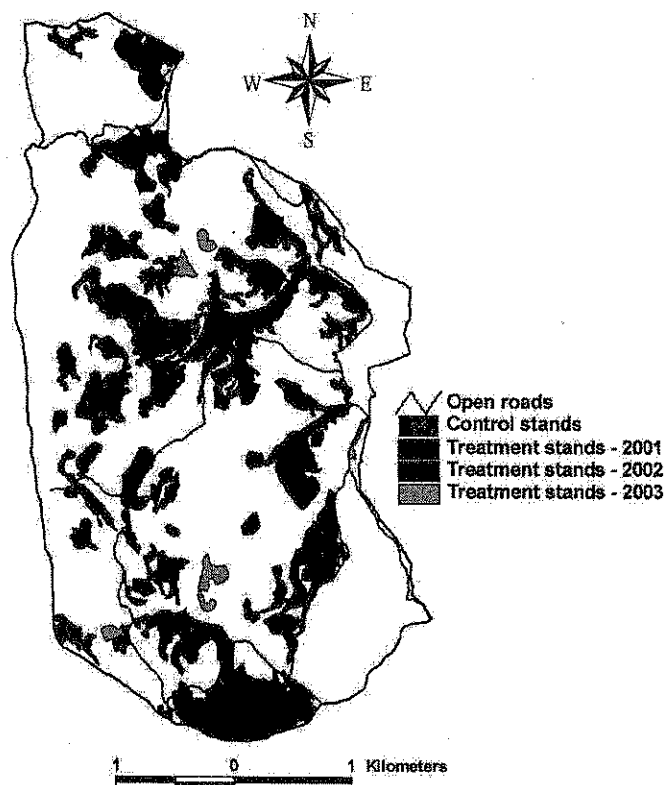 N
W E
S
Open roads
Control stands
Treatment stands - 2001
Treatment stands - 2002
Treatment stands - 2003
1 0 1 Kilometers